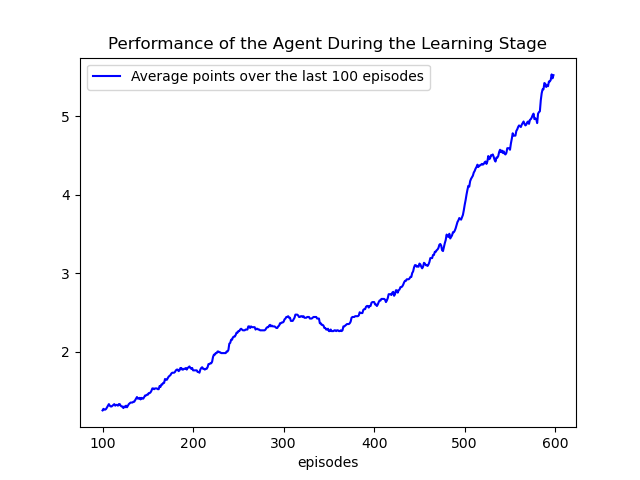 Performance of the Agent During the Learning Stage
Average points over the last 100 episodes
5
4
3
2
100 200 300 400 500 600
episodes